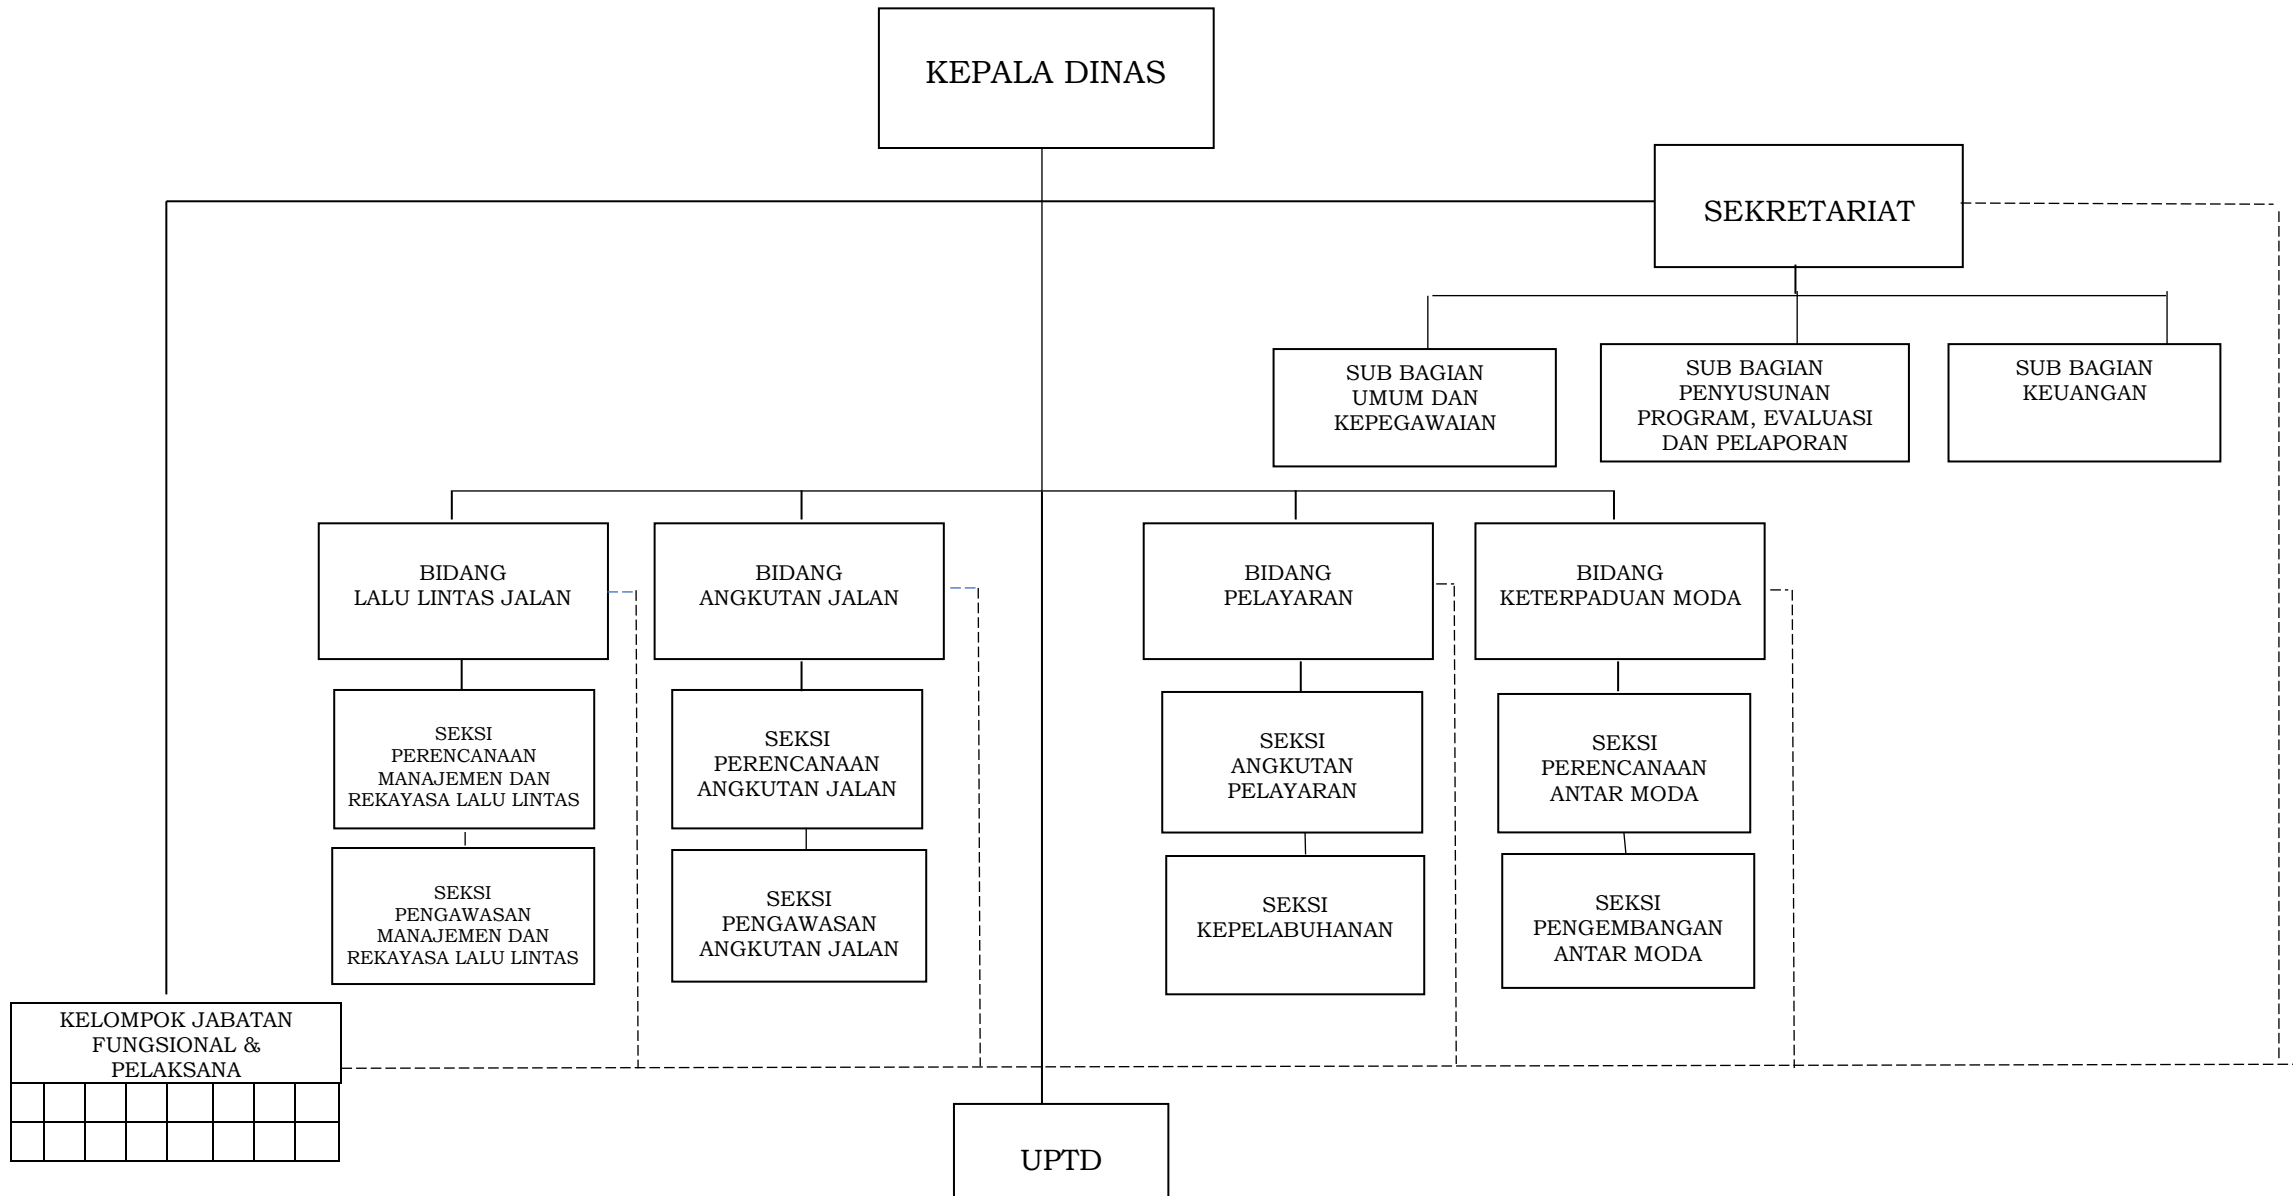 KEPALA DINAS
SEKRETARIAT
SUB BAGIAN
UMUM DAN
KEPEGAWAIAN
SUB BAGIAN
PENYUSUNAN
PROGRAM, EVALUASI
DAN PELAPORAN
SUB BAGIAN
KEUANGAN
BIDANG
LALU LINTAS JALAN
BIDANG
ANGKUTAN JALAN
BIDANG
PELAYARAN
BIDANG
KETERPADUAN MODA
SEKSI
PERENCANAAN
MANAJEMEN DAN
REKAYASA LALU LINTAS
SEKSI
PERENCANAAN
ANGKUTAN JALAN
SEKSI
ANGKUTAN
PELAYARAN
SEKSI
PERENCANAAN
ANTAR MODA
SEKSI
PENGAWASAN
MANAJEMEN DAN
REKAYASA LALU LINTAS
SEKSI
PENGAWASAN
ANGKUTAN JALAN
SEKSI
KEPELABUHANAN
SEKSI
PENGEMBANGAN
ANTAR MODA
KELOMPOK JABATAN
FUNGSIONAL &
PELAKSANA
UPTD